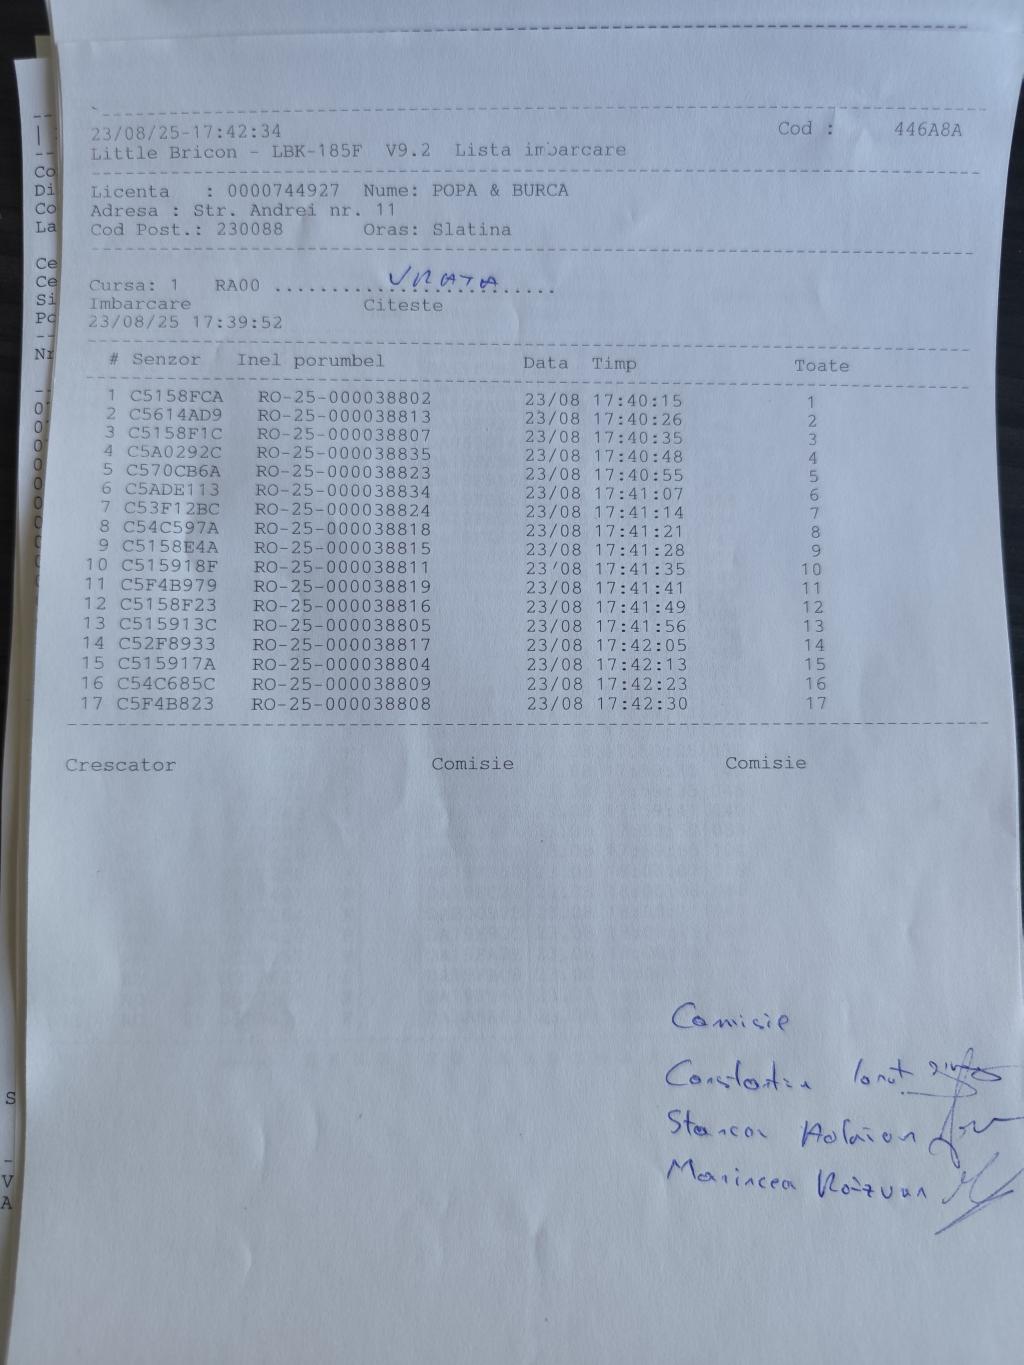 23/08/25-17:42:34 Cod : 446A8A
Little Bricon - LBK-185F V9.2 Lista imbarcare
Licenta : 0000744927 Nume: POPA & BURCA
Adresa : Str. Andrei nr. 11
Cod Post.: 230088 Oras: Slatina
Cursa: 1 RA00 ......................... VRATA
Imbarcare Citeste
23/08/25 17:39:52
# Senzor Inel porumbel Data Timp Toate
1 C5158FCA RO-25-000038802 23/08 17:40:15 1
2 C5614AD9 RO-25-000038813 23/08 17:40:26 2
3 C5158F1C RO-25-000038807 23/08 17:40:35 3
4 C5A0292C RO-25-000038835 23/08 17:40:48 4
5 C570CB6A RO-25-000038823 23/08 17:40:55 5
6 C5ADE113 RO-25-000038834 23/08 17:41:07 6
7 C53F12BC RO-25-000038824 23/08 17:41:14 7
8 C54C597A RO-25-000038818 23/08 17:41:21 8
9 C5158E4A RO-25-000038815 23/08 17:41:28 9
10 C515918F RO-25-000038811 23/08 17:41:35 10
11 C5F4B979 RO-25-000038819 23/08 17:41:41 11
12 C5158F23 RO-25-000038816 23/08 17:41:49 12
13 C515913C RO-25-000038805 23/08 17:41:56 13
14 C52F8933 RO-25-000038817 23/08 17:42:05 14
15 C515917A RO-25-000038804 23/08 17:42:13 15
16 C54C685C RO-25-000038809 23/08 17:42:23 16
17 C5F4B823 RO-25-000038808 23/08 17:42:30 17
Crescator Comisie Comisie
Comisie
Constantin Ionut
Stancu
Marincea Razvan